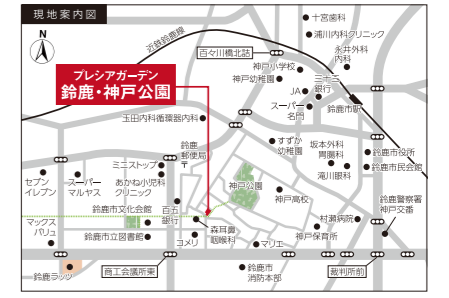 現地案内図
N
十宮歯科
浦川内科クリニック
近鉄鈴鹿線
百々川橋北詰
永井外科
内科
神戸小学校
神戸幼稚園
三十三
銀行
プレシアガーデン
鈴鹿・神戸公園
JA
スーパー
名門
鈴鹿市駅
玉田内科循環器内科
すずか
幼稚園
坂本外科
胃腸科
鈴鹿市役所
鈴鹿
郵便局
〒
滝川眼科
鈴鹿市民会館
ミニストップ
セブン
イレブン
スーパー
マルヤス
あかね小児科
クリニック
神戸公園
神戸高校
鈴鹿警察署
神戸交番
鈴鹿市文化会館
百五
銀行
村瀬病院
マックス
バリュ
鈴鹿市立図書館
コメリ
森耳鼻
咽喉科
マリエ
神戸保育所
鈴鹿ラッツ
商工会議所東
鈴鹿市
消防本部
裁判所前